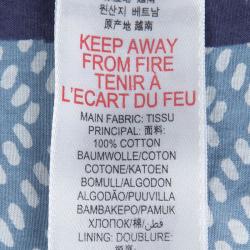 원산지 베트남
原产地 越南
KEEP AWAY
FROM FIRE
TENIR À
L'ECART DU FEU
MAIN FABRIC: TISSU
PRINCIPAL: 面料:
100% COTTON
BAUMWOLLE/COTON
COTONE/KATOEN
BOMULL/ALGODON
ALGODÃO/PUUVILLA
BAMBAKEPO/PAMUK
ХЛОПОК/棉/قطن
LINING: DOUBLURE-